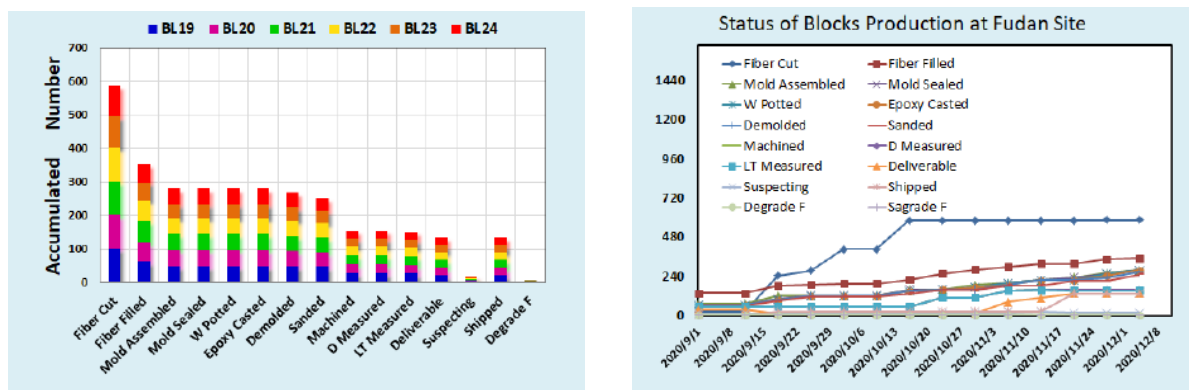 BL19 BL20 BL21 BL22 BL23 BL24
Accumulated Number
700
600
500
400
300
200
100
0
Fiber Cut
Fiber Filled
Mold Assembled
Mold Sealed
W Potted
Epoxy Casted
Demolded
Sanded
Machined
D Measured
LT Measured
Deliverable
Suspecting
Shipped
Degrade F
Status of Blocks Production at Fudan Site
Fiber Cut Fiber Filled
Mold Assembled Mold Sealed
W Potted Epoxy Casted
Demolded Sanded
Machined D Measured
LT Measured Deliverable
Suspecting Shipped
Degrade F Sagrade F
1440
1200
960
720
480
240
0
2020/9/1
2020/9/8
2020/9/15
2020/9/22
2020/9/29
2020/10/6
2020/10/13
2020/10/20
2020/10/27
2020/11/3
2020/11/10
2020/11/17
2020/11/24
2020/12/1
2020/12/8